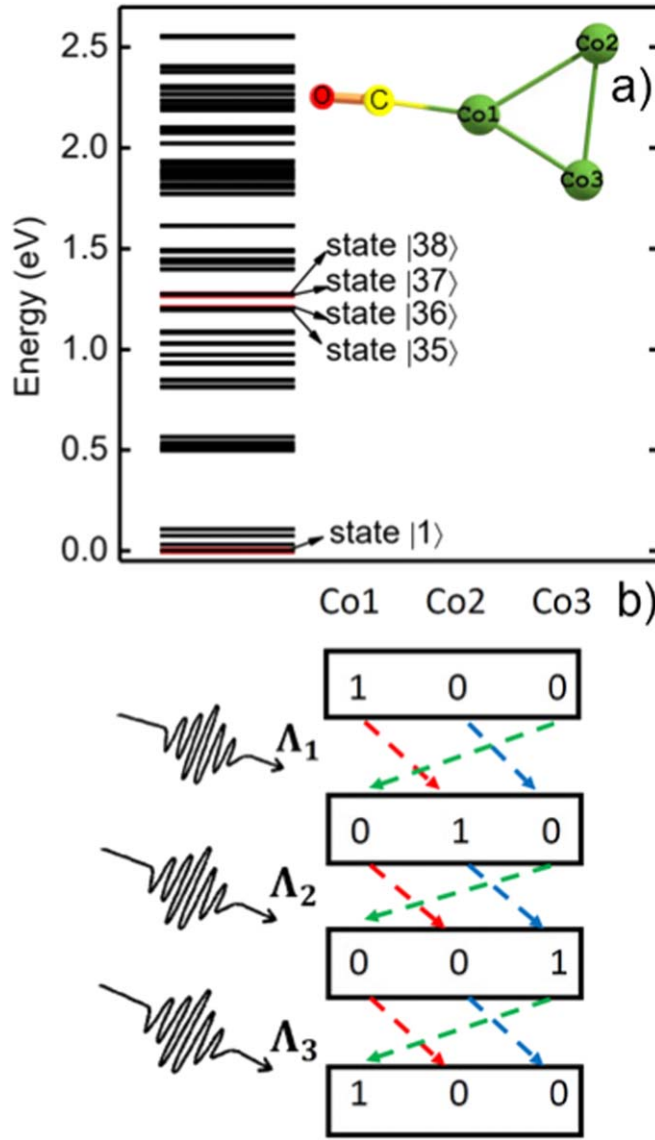 2.5
2.0
1.5
1.0
0.5
0.0
Energy (eV)
O C Co1 Co2 Co3
a)
state |38⟩
state |37⟩
state |36⟩
state |35⟩
state |1⟩
Co1 Co2 Co3 b)
1 0 0
Λ₁
0 1 0
Λ₂
0 0 1
Λ₃
1 0 0